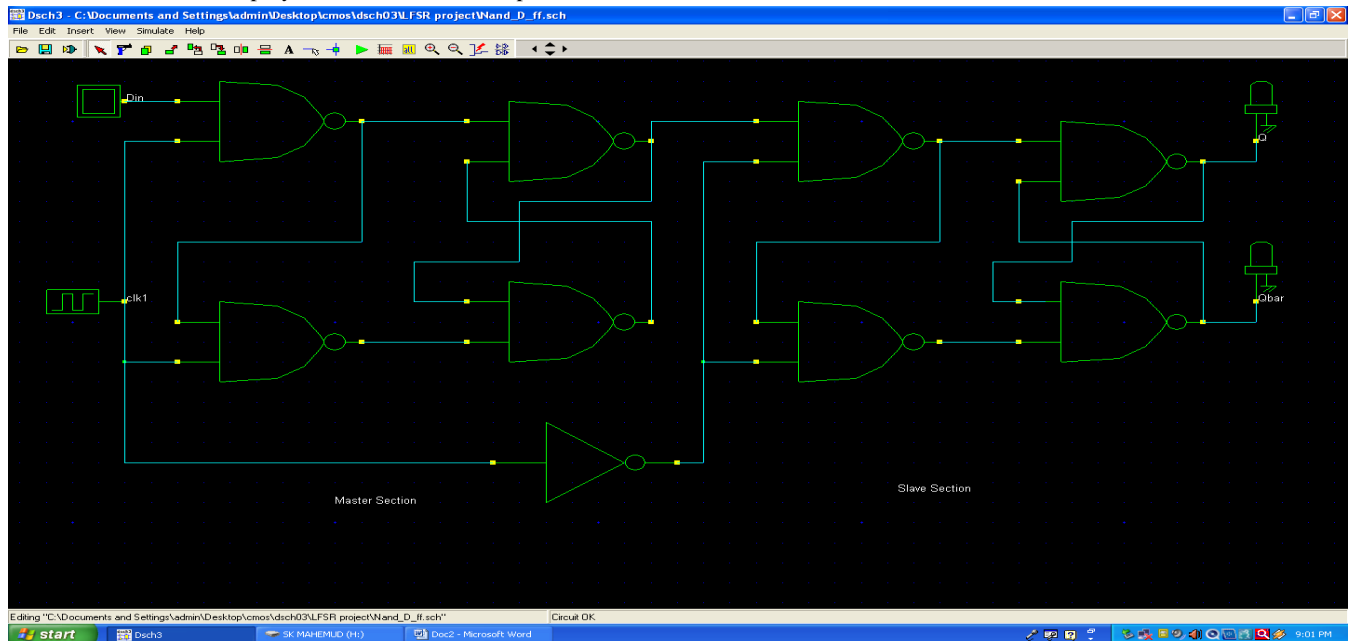 Dsch3 - C:\Documents and Settings\admin\Desktop\cmos\dsch03\LFSR project\Nand_D_ff.sch
File Edit Insert View Simulate Help
Din
Q
clk1
Qbar
Master Section
Slave Section
Editing "C:\Documents and Settings\admin\Desktop\cmos\dsch03\LFSR project\Nand_D_ff.sch"
Circuit OK
start
Dsch3
SK MAHEMUD (H:)
Doc2 - Microsoft Word
9:01 PM